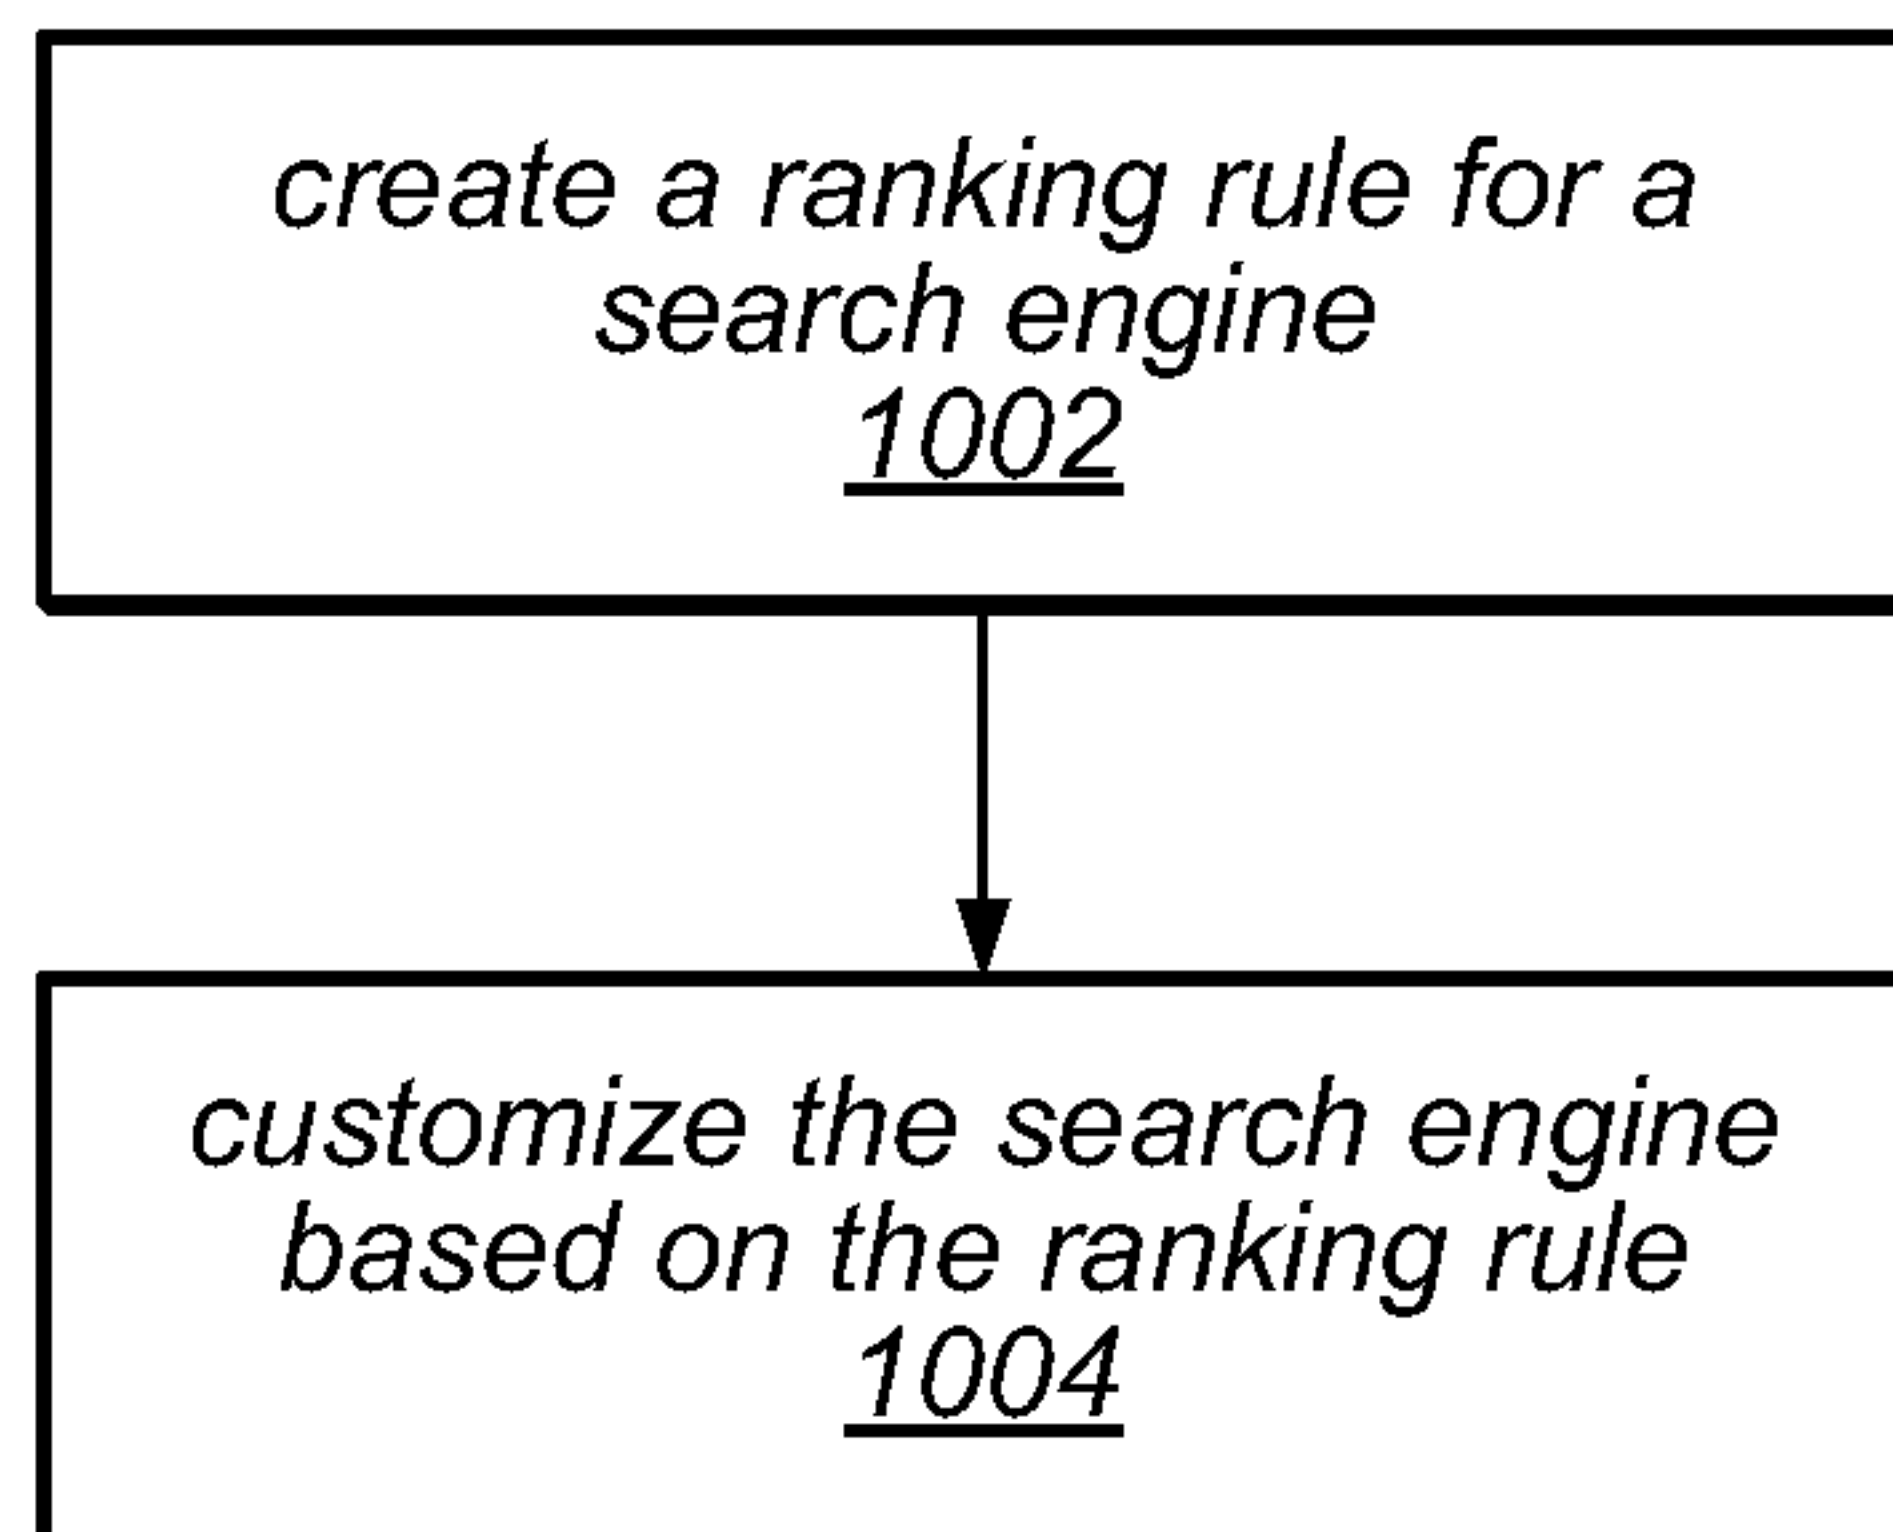 create a ranking rule for a
search engine
1002
customize the search engine
based on the ranking rule
1004